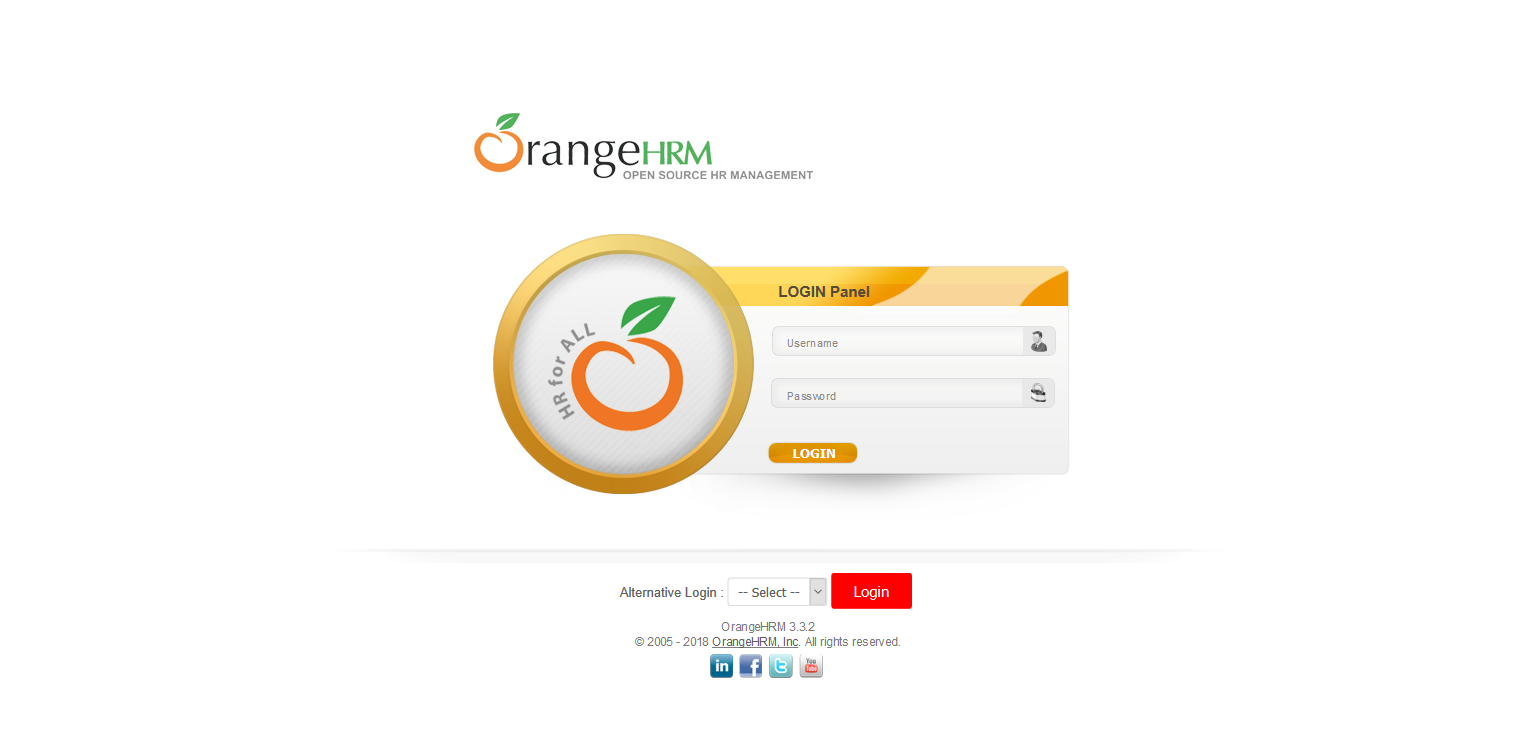 OrangeHRM
OPEN SOURCE HR MANAGEMENT
HR for ALL
LOGIN Panel
Username
Password
LOGIN
Alternative Login : -- Select -- Login
OrangeHRM 3.3.2
© 2005 - 2018 OrangeHRM, Inc. All rights reserved.
in f t You Tube